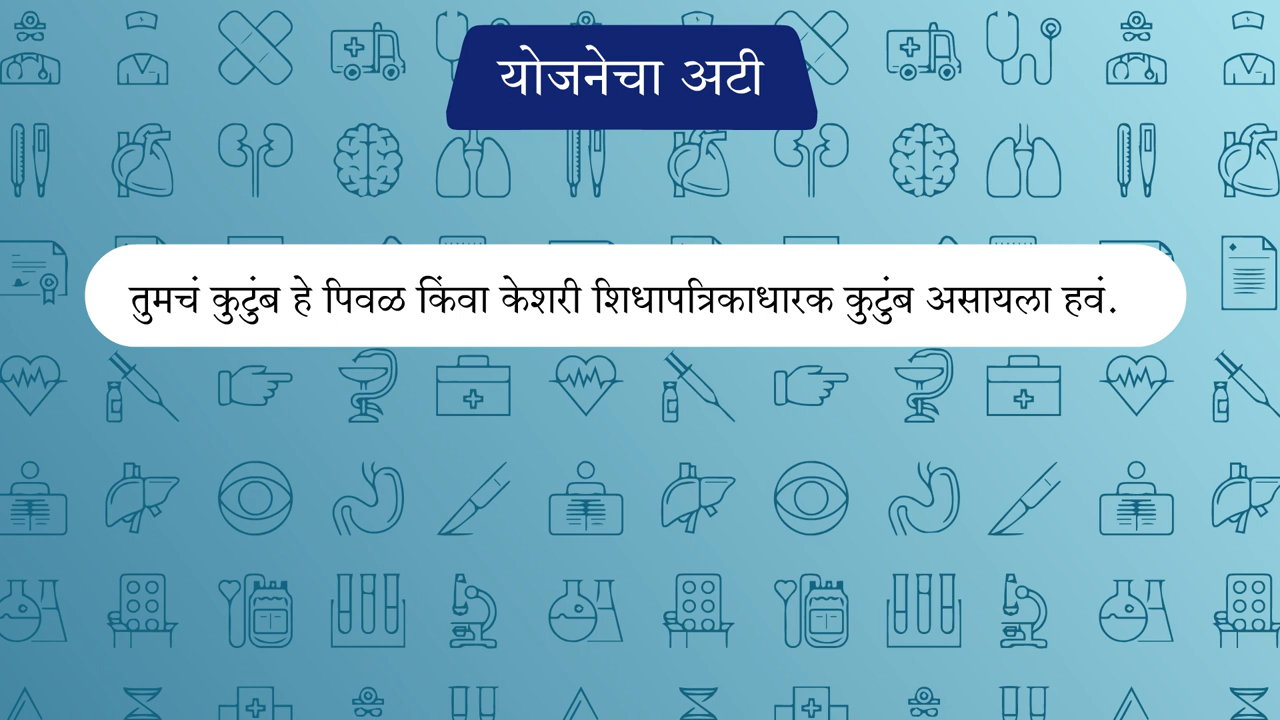 योजनेचा अटी
तुमचं कुटुंब हे पिवळ किंवा केशरी शिधापत्रिकाधारक कुटुंब असायला हवं.